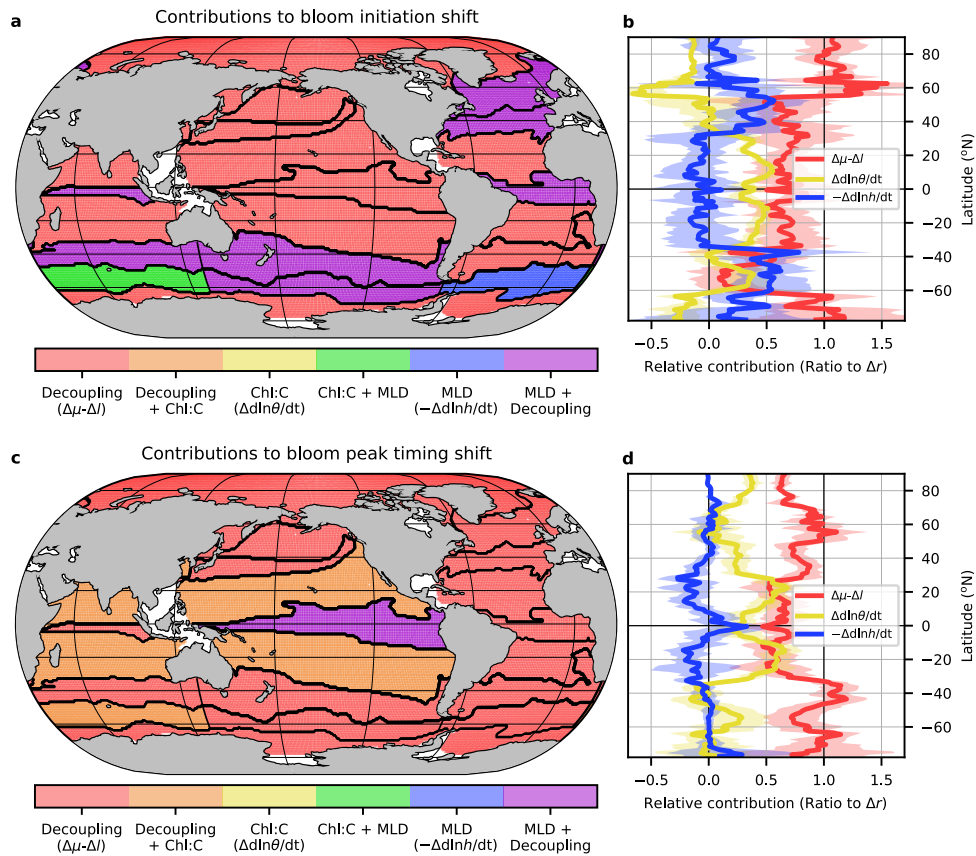 Contributions to bloom initiation shift
a
Decoupling
(Δμ-Δl)
Decoupling
+ Chl:C
Chl:C
(Δdlnθ/dt)
Chl:C + MLD
MLD
(−Δdlnh/dt)
MLD +
Decoupling
b
80
60
40
20
0
−20
−40
−60
Latitude (⁰N)
Δμ-Δl
Δdlnθ/dt
−Δdlnh/dt
−0.5
0.0
0.5
1.0
1.5
Relative contribution (Ratio to Δr)
Contributions to bloom peak timing shift
c
Decoupling
(Δμ-Δl)
Decoupling
+ Chl:C
Chl:C
(Δdlnθ/dt)
Chl:C + MLD
MLD
(−Δdlnh/dt)
MLD +
Decoupling
d
80
60
40
20
0
−20
−40
−60
Latitude (⁰N)
Δμ-Δl
Δdlnθ/dt
−Δdlnh/dt
−0.5
0.0
0.5
1.0
1.5
Relative contribution (Ratio to Δr)